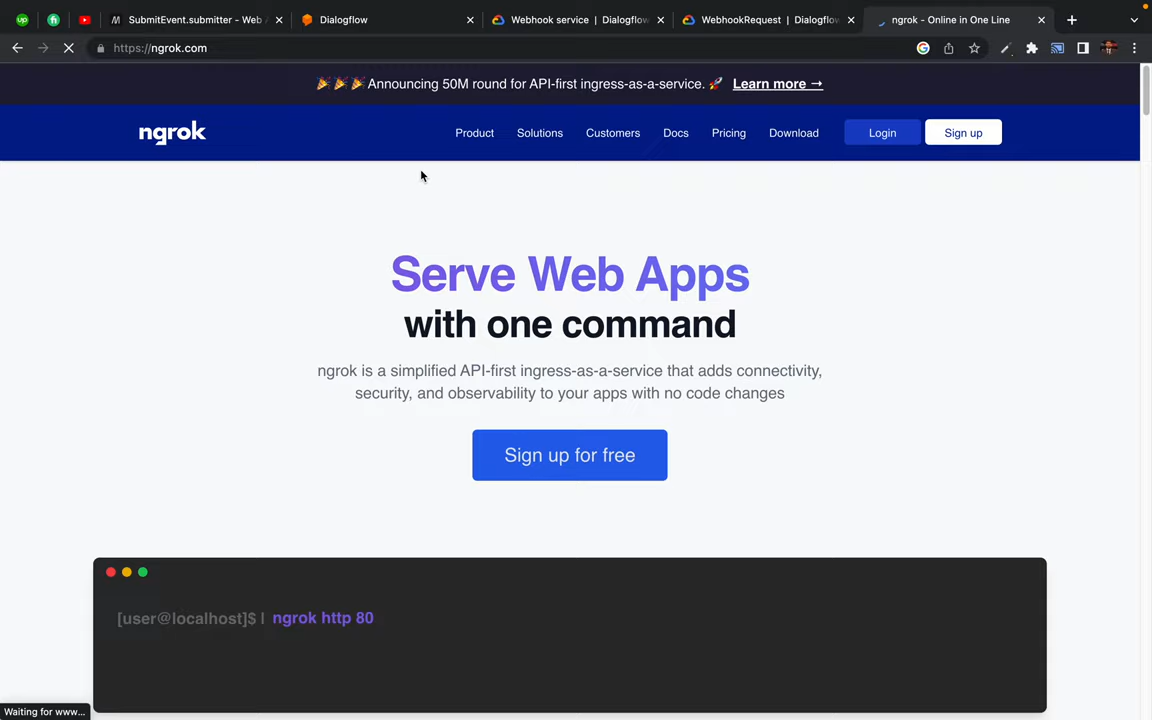 SubmitEvent.submitter - Web
Dialogflow
Webhook service | Dialogflow
WebhookRequest | Dialogflow
ngrok - Online in One Line
https://ngrok.com
🎉🎉🎉 Announcing 50M round for API-first ingress-as-a-service. 🚀 Learn more →
ngrok
Product
Solutions
Customers
Docs
Pricing
Download
Login
Sign up
Serve Web Apps
with one command
ngrok is a simplified API-first ingress-as-a-service that adds connectivity,
security, and observability to your apps with no code changes
Sign up for free
[user@localhost]$ | ngrok http 80
Waiting for www...